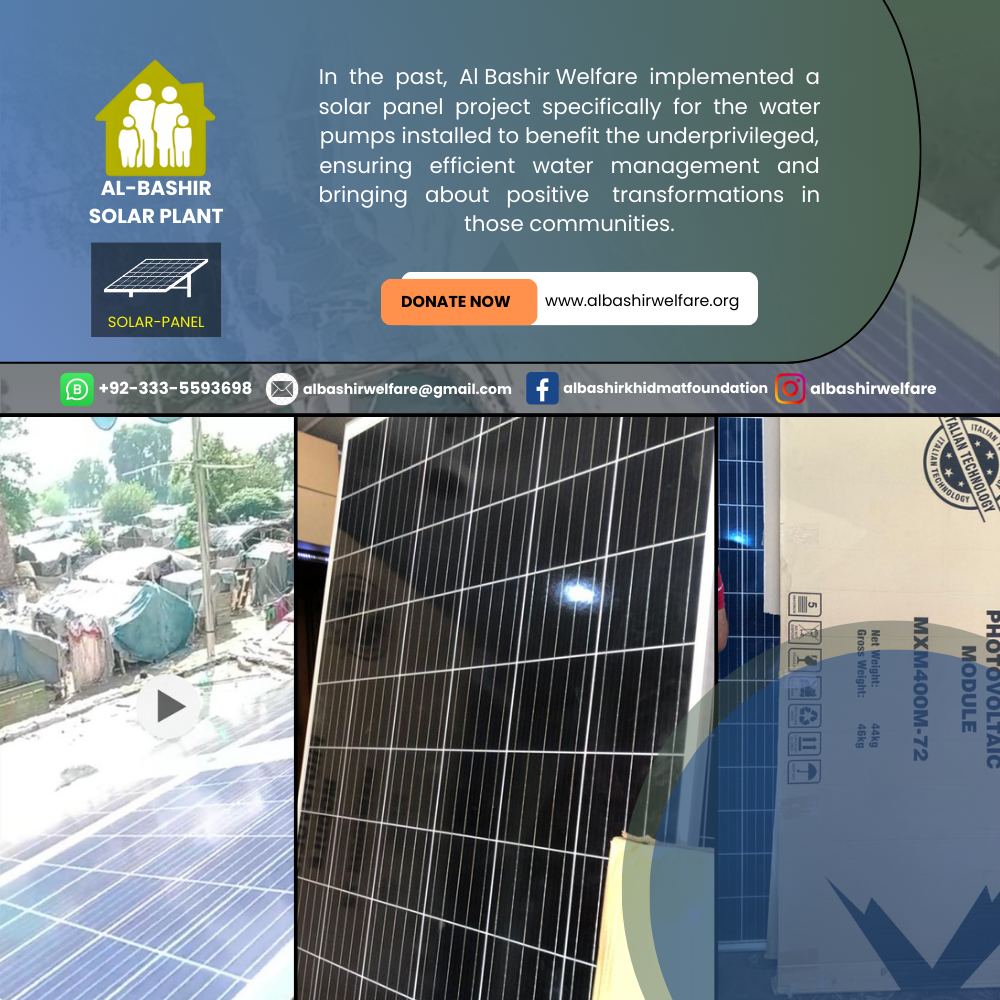 AL-BASHIR
SOLAR PLANT
SOLAR-PANEL
In the past, Al Bashir Welfare implemented a
solar panel project specifically for the water
pumps installed to benefit the underprivileged,
ensuring efficient water management and
bringing about positive transformations in
those communities.
DONATE NOW
www.albashirwelfare.org
+92-333-5593698
albashirwelfare@gmail.com
albashirkhidmatfoundation
albashirwelfare
ITALIAN TECHNOLOGY
ITALIAN TECHNOLOGY
PHOTOVOLTAIC
MODULE
MXM400M-72
Net Weight: 44kg
Gross Weight: 46kg
5